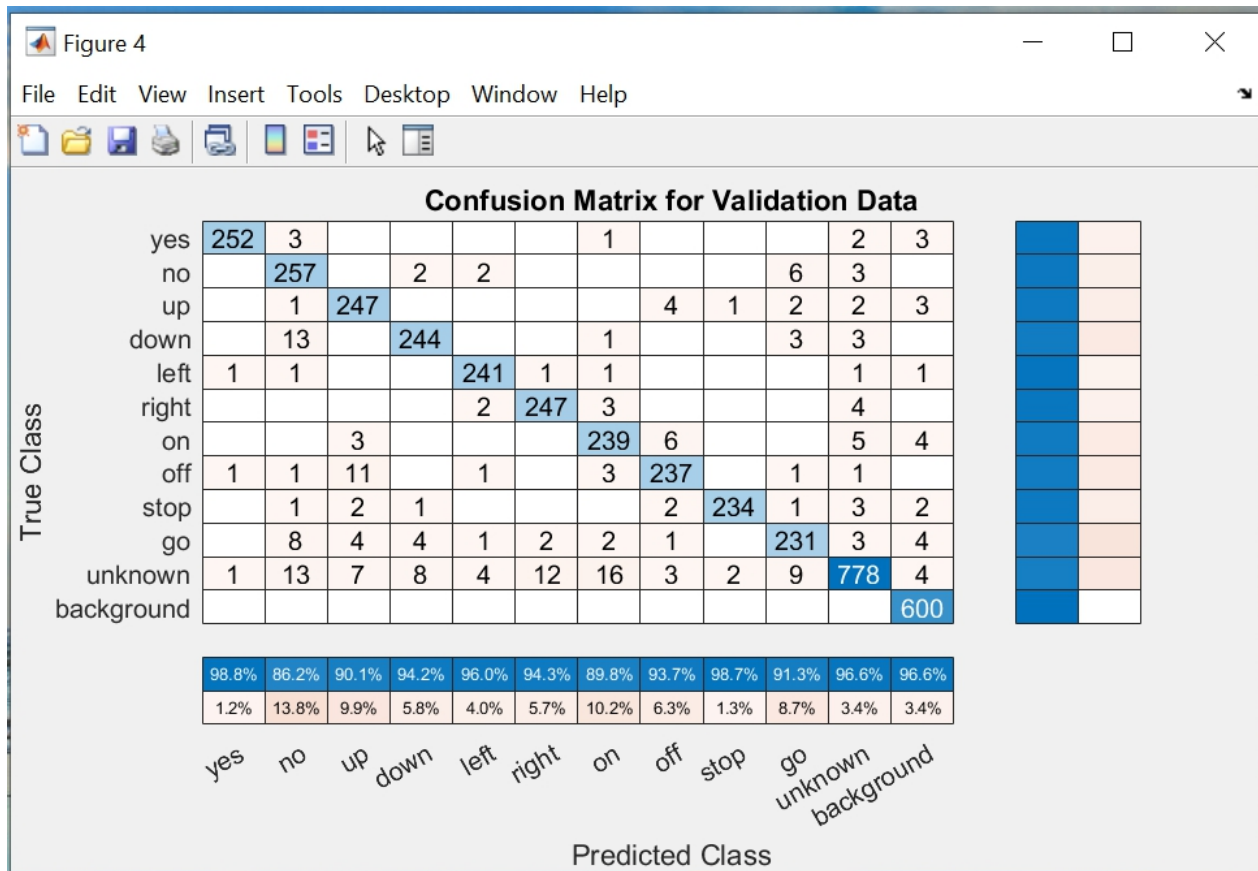 Figure 4
File Edit View Insert Tools Desktop Window Help
Confusion Matrix for Validation Data
yes 252 3 1 2 3
no 257 2 2 6 3
up 1 247 4 1 2 2 3
down 13 244 1 3 3
left 1 1 241 1 1 1 1
right 2 247 3 4
on 3 239 6 5 4
off 1 1 11 1 3 237 1 1
stop 1 2 1 2 234 1 3 2
go 8 4 4 1 2 2 1 231 3 4
unknown 1 13 7 8 4 12 16 3 2 9 778 4
background 600
True Class
98.8% 86.2% 90.1% 94.2% 96.0% 94.3% 89.8% 93.7% 98.7% 91.3% 96.6% 96.6%
1.2% 13.8% 9.9% 5.8% 4.0% 5.7% 10.2% 6.3% 1.3% 8.7% 3.4% 3.4%
yes no up down left right on off stop go unknown background
Predicted Class